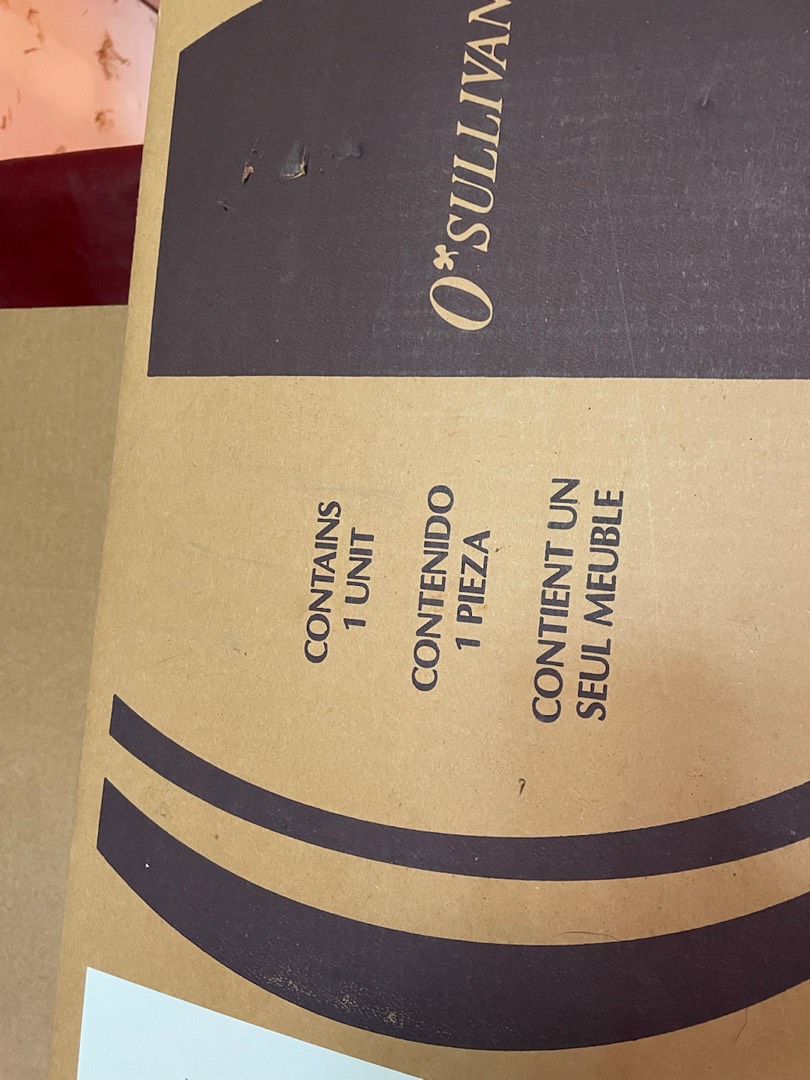 O*SULLIVAN
CONTAINS
1 UNIT
CONTENIDO
1 PIEZA
CONTIENT UN
SEUL MEUBLE